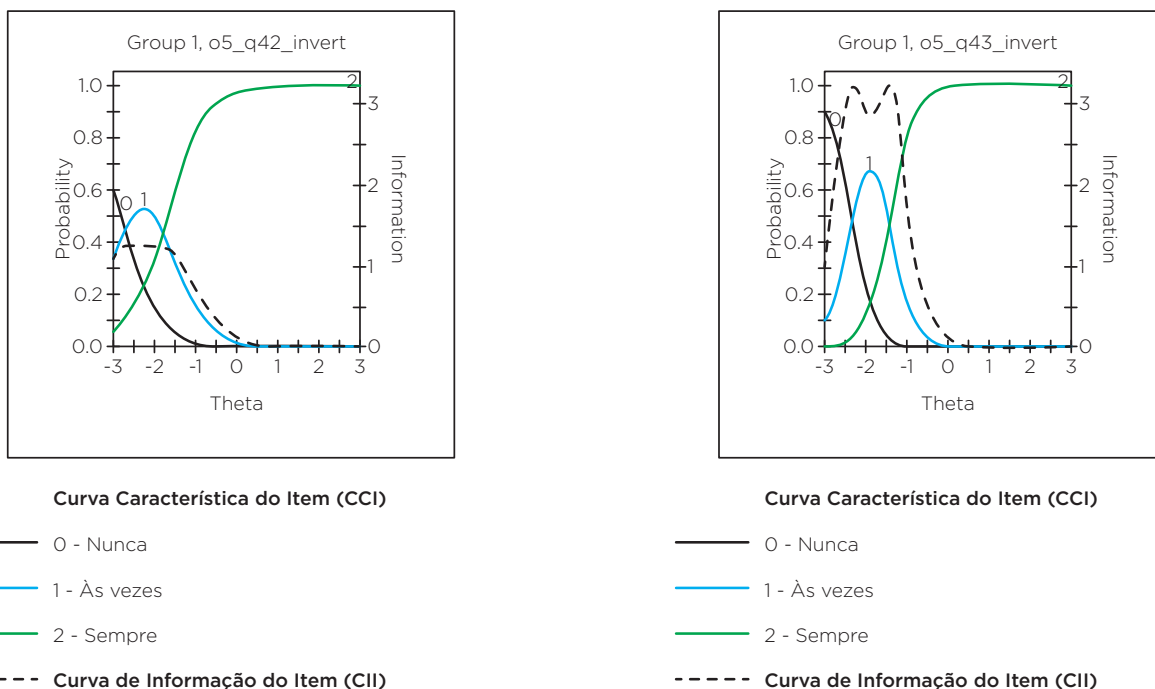 Group 1, o5_q42_invert
1.0
0.8
0.6
0.4
0.2
0.0
Probability
0
1
2
3
2
1
0
Information
-3 -2 -1 0 1 2 3
Theta
Curva Característica do Item (CCI)
0 - Nunca
1 - Às vezes
2 - Sempre
Curva de Informação do Item (CII)
Group 1, o5_q43_invert
1.0
0.8
0.6
0.4
0.2
0.0
Probability
0
1
2
3
2
1
0
Information
-3 -2 -1 0 1 2 3
Theta
Curva Característica do Item (CCI)
0 - Nunca
1 - Às vezes
2 - Sempre
Curva de Informação do Item (CII)